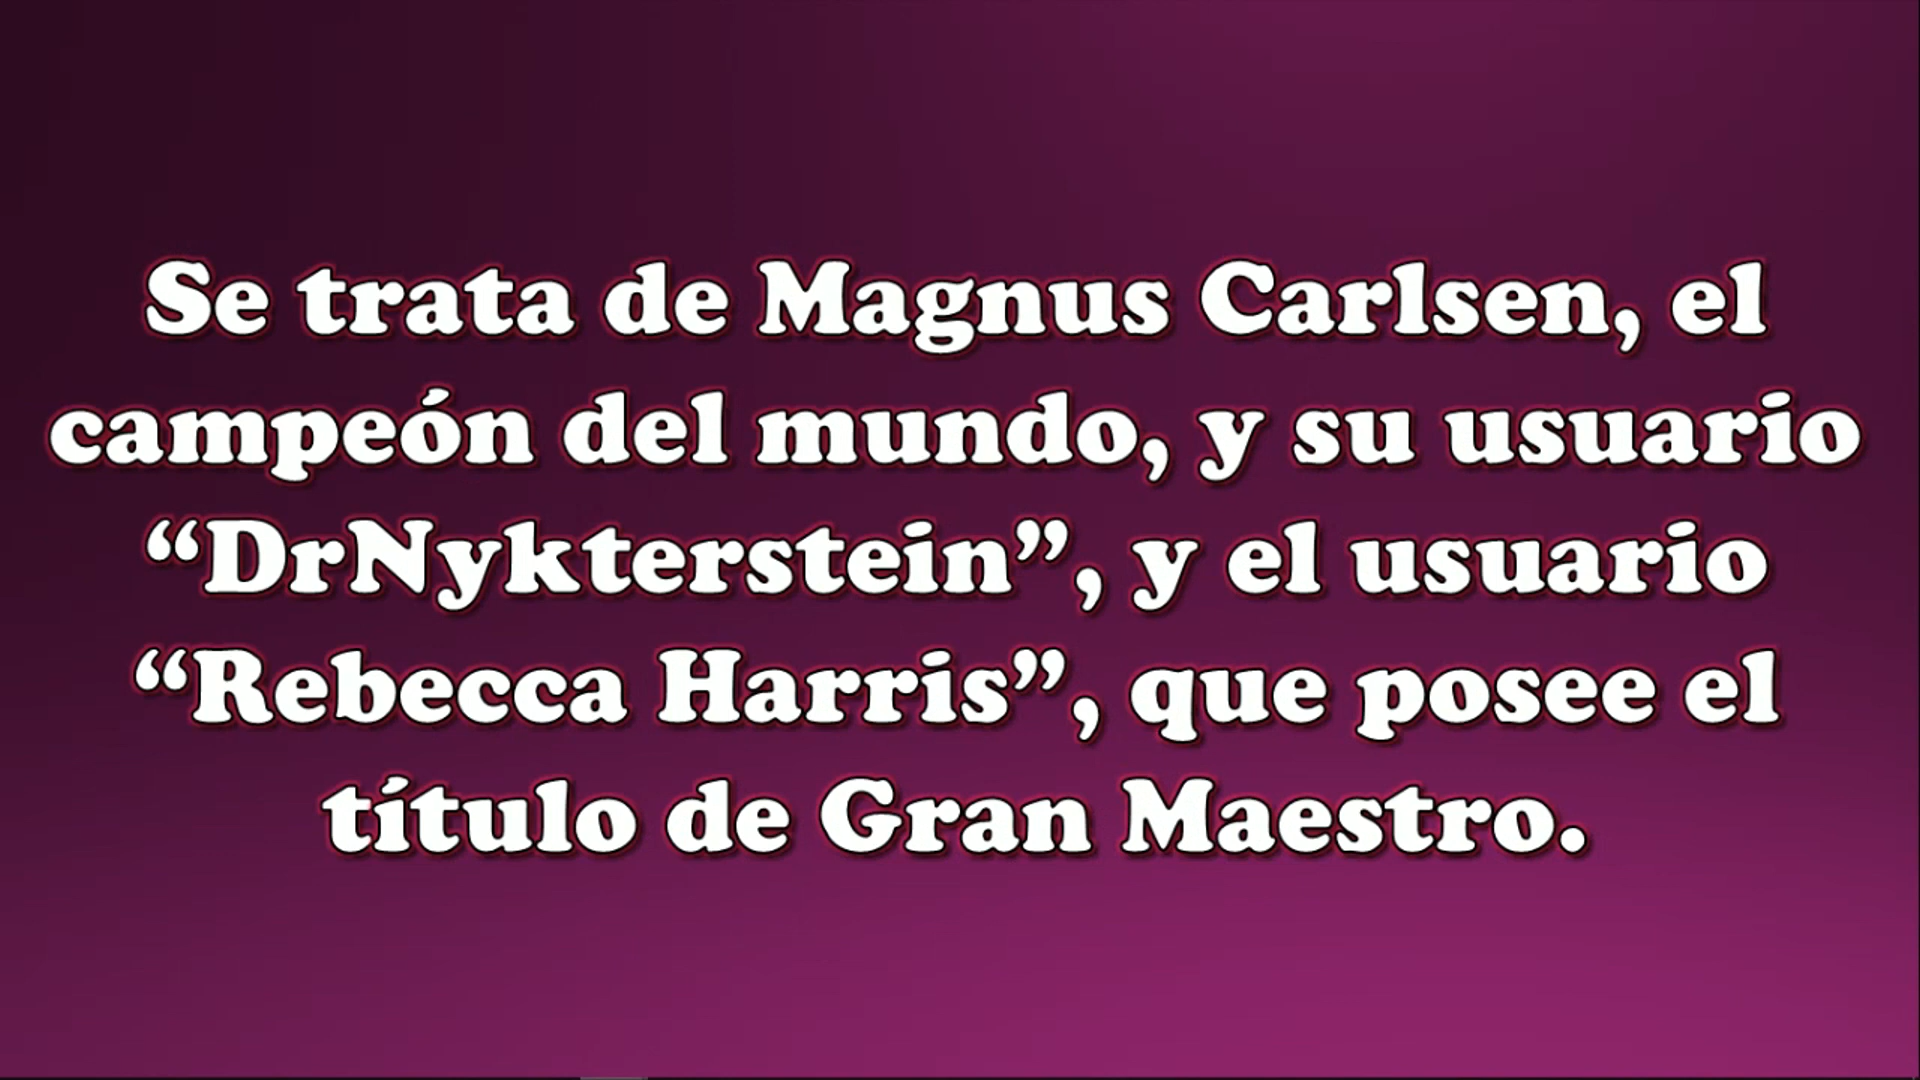 Se trata de Magnus Carlsen, el
campeón del mundo, y su usuario
“DrNykterstein”, y el usuario
“Rebecca Harris”, que posee el
título de Gran Maestro.